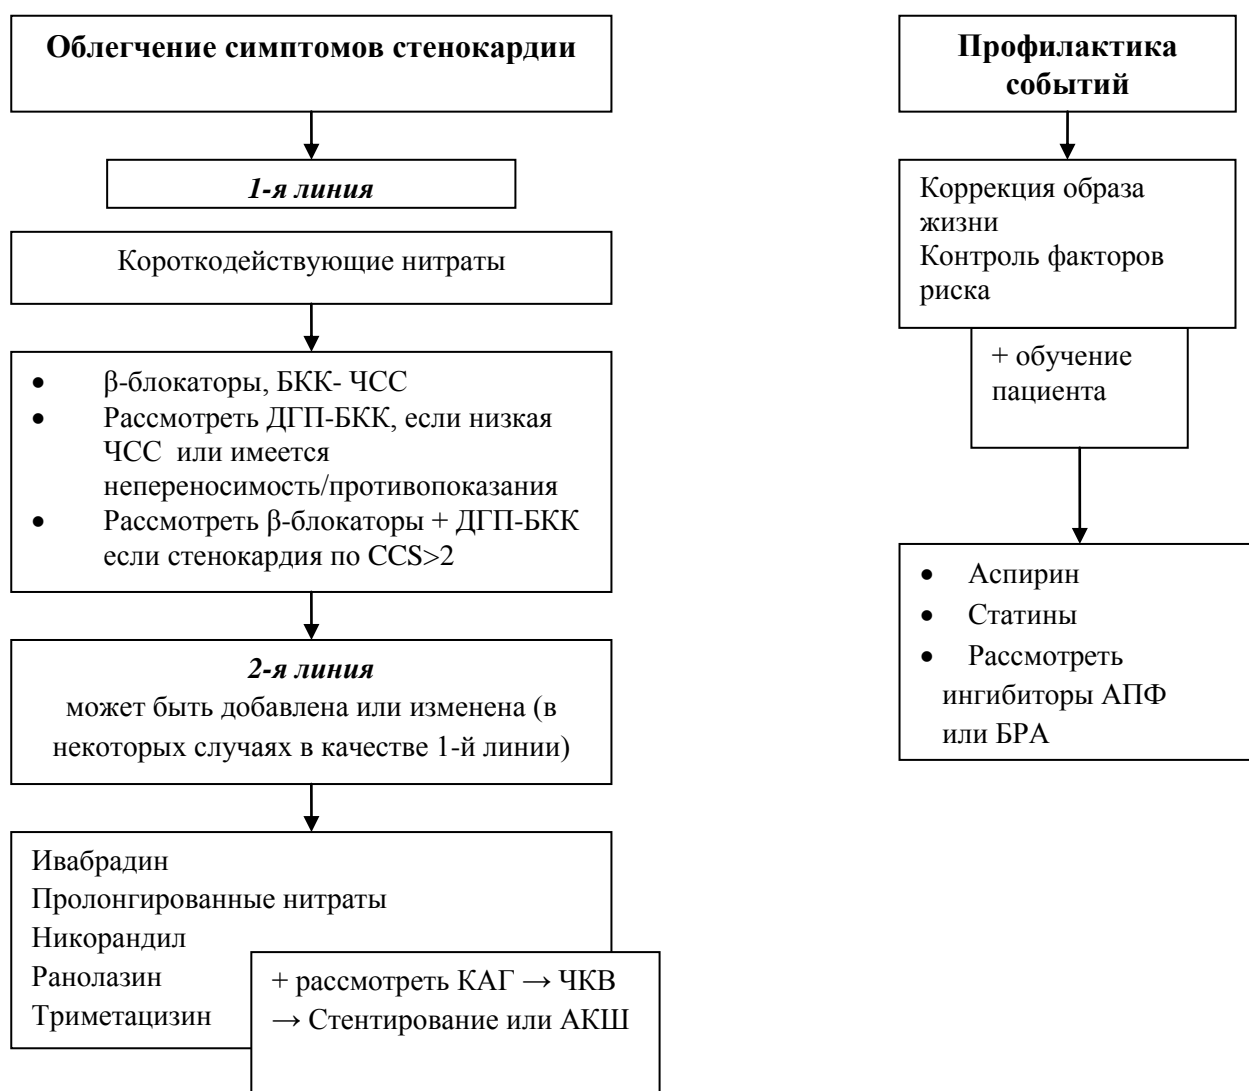 Облегчение симптомов стенокардии
1-я линия
Короткодействующие нитраты
• β-блокаторы, БКК- ЧСС
• Рассмотреть ДГП-БКК, если низкая
ЧСС или имеется
непереносимость/противопоказания
• Рассмотреть β-блокаторы + ДГП-БКК
если стенокардия по CCS>2
2-я линия
может быть добавлена или изменена (в
некоторых случаях в качестве 1-й линии)
Ивабрадин
Пролонгированные нитраты
Никорандил
Ранолазин
Триметацизин
+ рассмотреть КАГ → ЧКВ
→ Стентирование или АКШ
Профилактика
событий
Коррекция образа
жизни
Контроль факторов
риска
+ обучение
пациента
• Аспирин
• Статины
• Рассмотреть
ингибиторы АПФ
или БРА